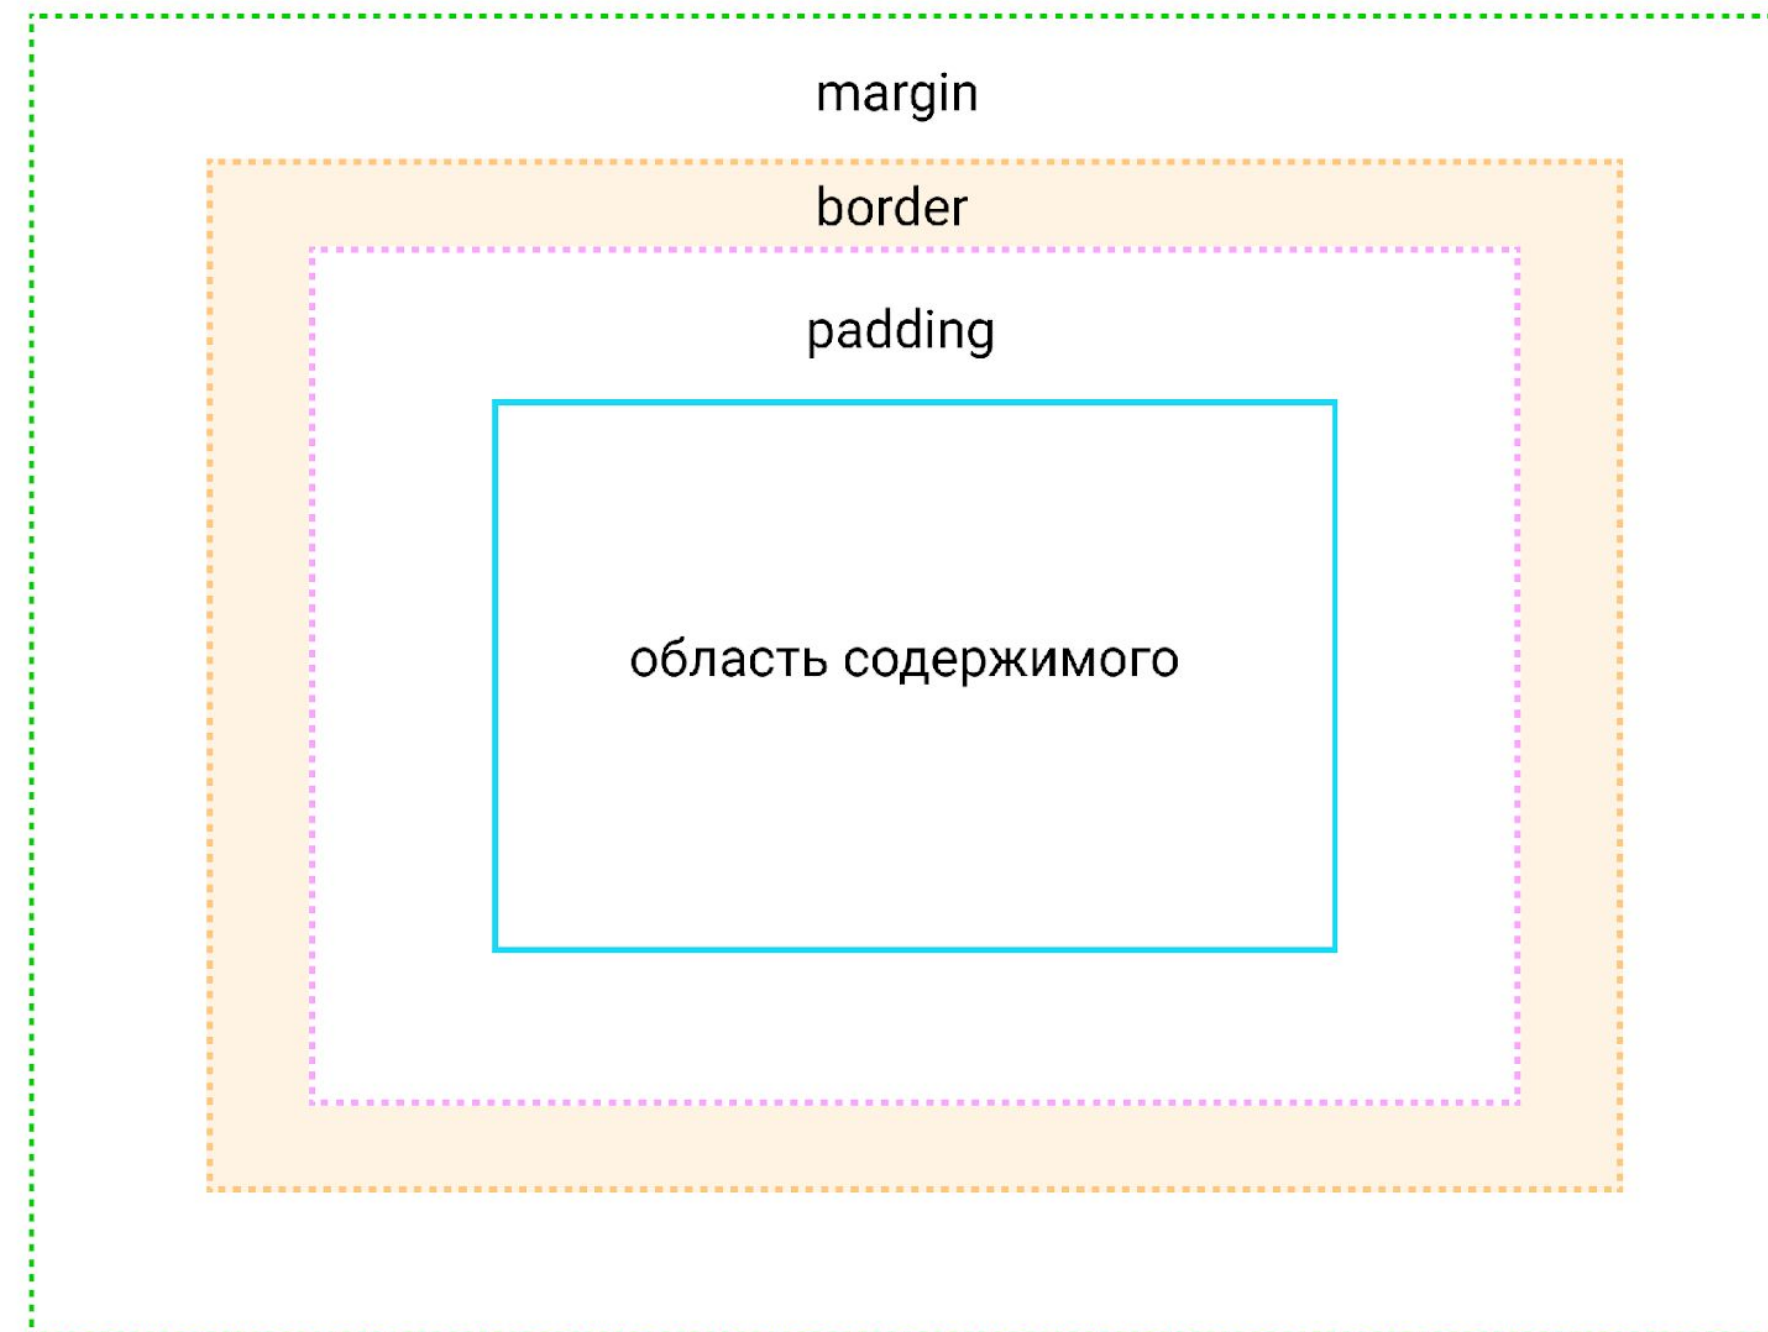 margin
border
padding
область содержимого